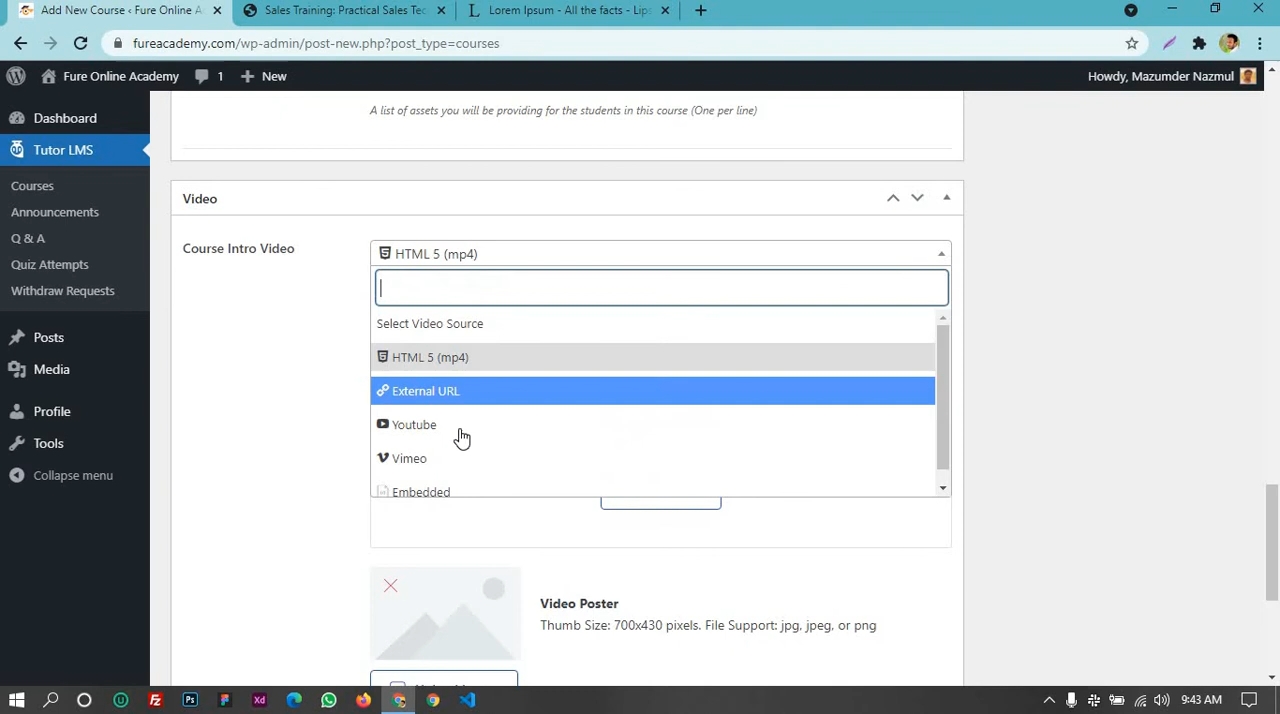 Add New Course ‹ Fure Online A
Sales Training: Practical Sales Tec
Lorem Ipsum - All the facts - Lips
fureacademy.com/wp-admin/post-new.php?post_type=courses
Fure Online Academy
1
New
Howdy, Mazumder Nazmul
Dashboard
Tutor LMS
Courses
Announcements
Q & A
Quiz Attempts
Withdraw Requests
Posts
Media
Profile
Tools
Collapse menu
A list of assets you will be providing for the students in this course (One per line)
Video
Course Intro Video
HTML 5 (mp4)
Select Video Source
HTML 5 (mp4)
External URL
Youtube
Vimeo
Embedded
Video Poster
Thumb Size: 700x430 pixels. File Support: jpg, jpeg, or png
9:43 AM